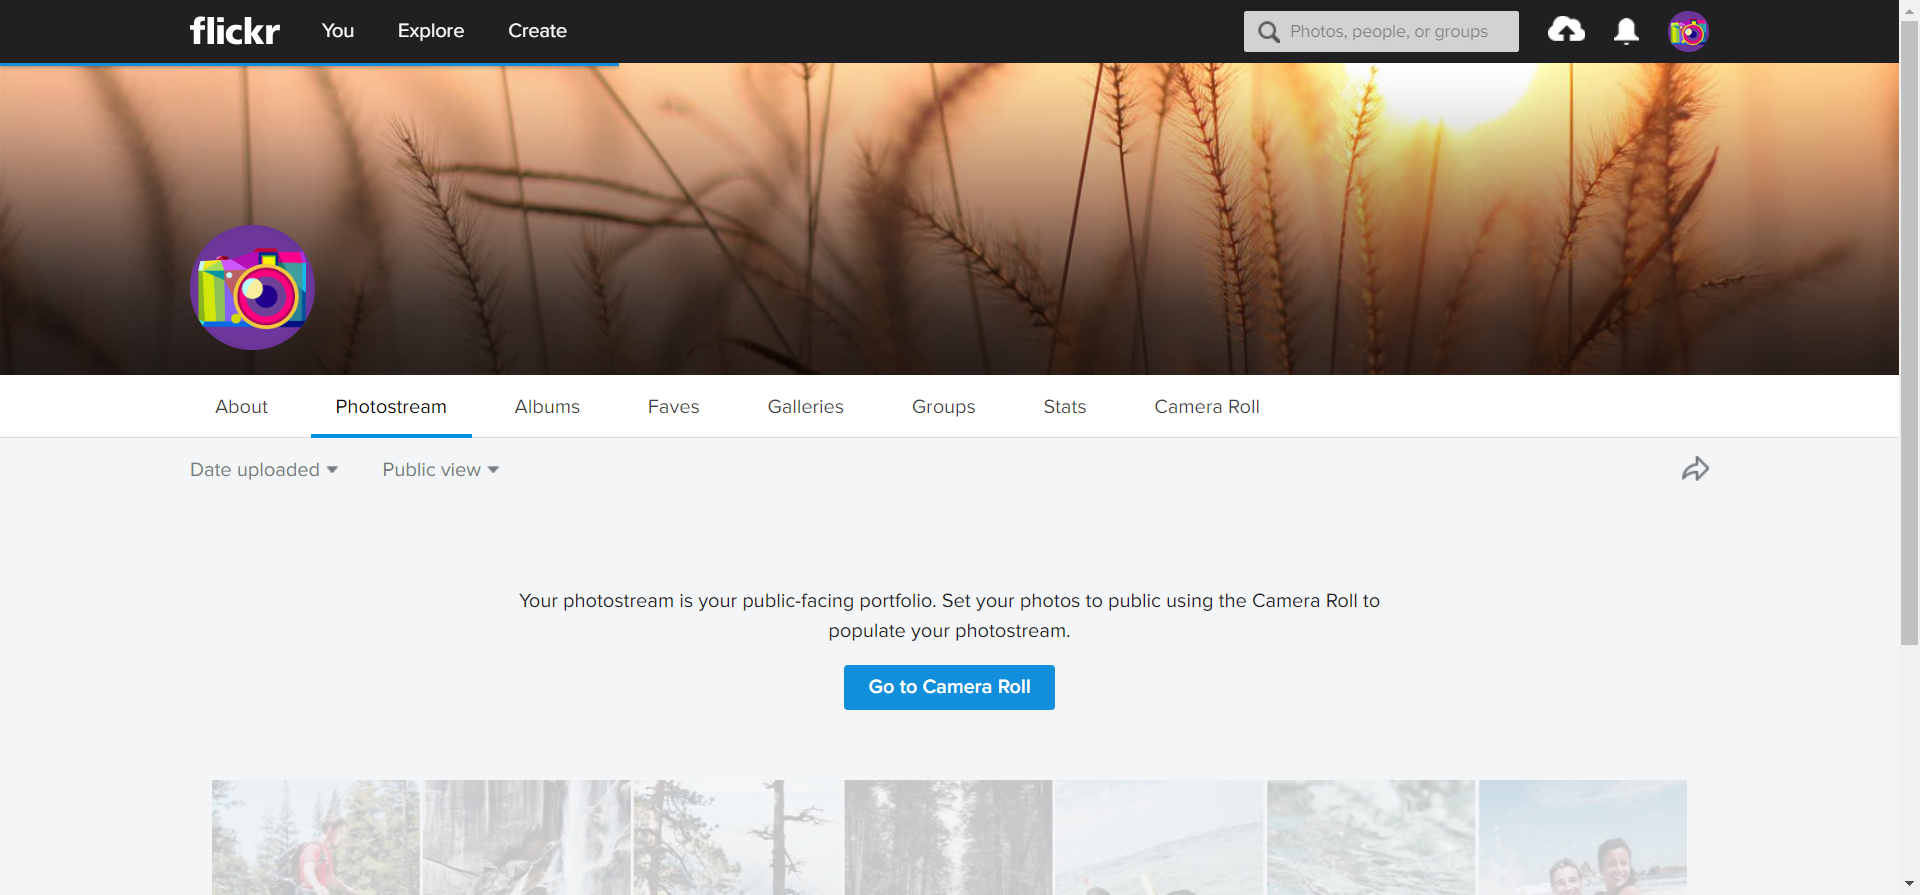 flickr You Explore Create Photos, people, or groups
About Photostream Albums Faves Galleries Groups Stats Camera Roll
Date uploaded Public view
Your photostream is your public-facing portfolio. Set your photos to public using the Camera Roll to
populate your photostream.
Go to Camera Roll